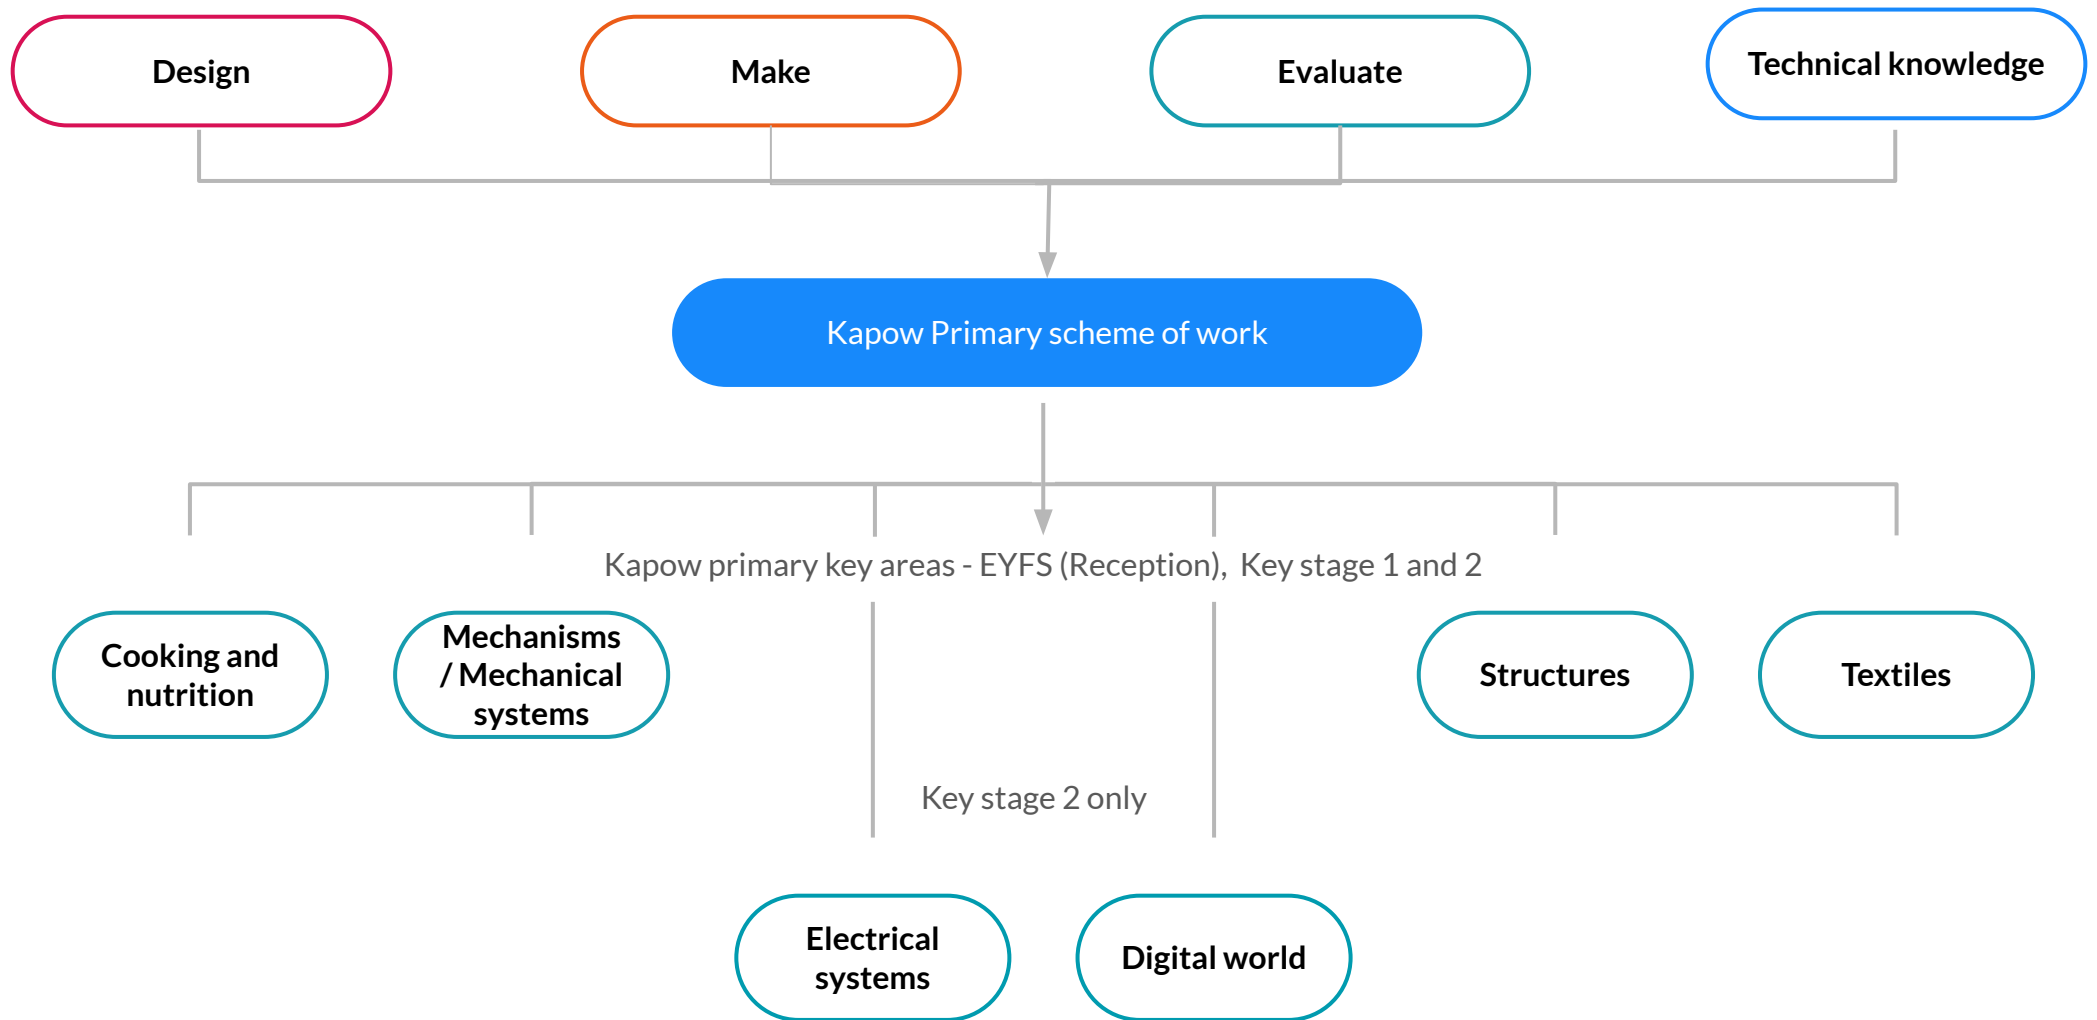 Design
Make
Evaluate
Technical knowledge
Kapow Primary scheme of work
Kapow primary key areas - EYFS (Reception), Key stage 1 and 2
Cooking and
nutrition
Mechanisms
/ Mechanical
systems
Structures
Textiles
Key stage 2 only
Electrical
systems
Digital world